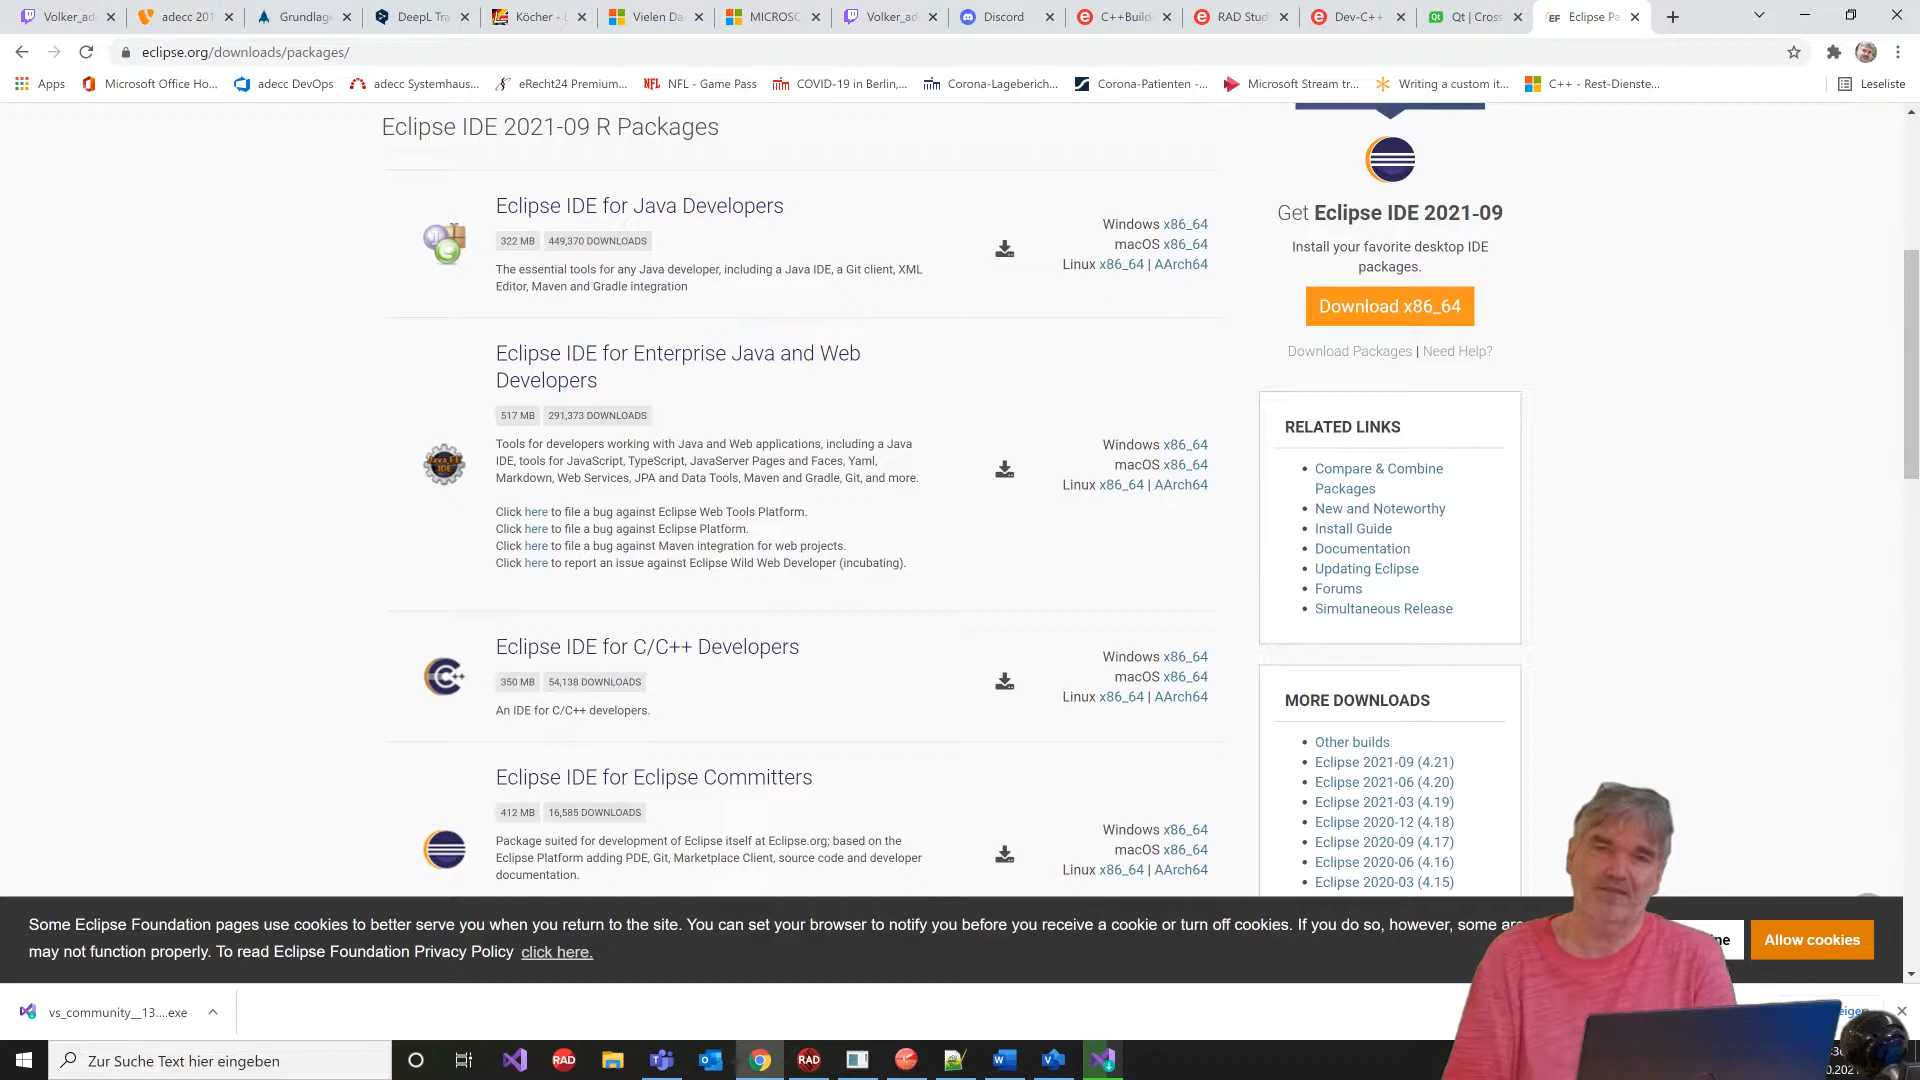 Volker_ad
adecc 201
Grundlage
DeepL Tra
Köcher - L
Vielen Da
MICROSO
Volker_ad
Discord
C++Build
RAD Stud
Dev-C++
Qt | Cross
Eclipse Pa
eclipse.org/downloads/packages/
Apps
Microsoft Office Ho...
adecc DevOps
adecc Systemhaus...
eRecht24 Premium...
NFL - Game Pass
COVID-19 in Berlin,...
Corona-Lageberich...
Corona-Patienten -...
Microsoft Stream tr...
Writing a custom it...
C++ - Rest-Dienste...
Leseliste
Eclipse IDE 2021-09 R Packages
Eclipse IDE for Java Developers
322 MB 449,370 DOWNLOADS
The essential tools for any Java developer, including a Java IDE, a Git client, XML
Editor, Maven and Gradle integration
Windows x86_64
macOS x86_64
Linux x86_64 | AArch64
Eclipse IDE for Enterprise Java and Web
Developers
517 MB 291,373 DOWNLOADS
Tools for developers working with Java and Web applications, including a Java
IDE, tools for JavaScript, TypeScript, JavaServer Pages and Faces, Yaml,
Markdown, Web Services, JPA and Data Tools, Maven and Gradle, Git, and more.
Click here to file a bug against Eclipse Web Tools Platform.
Click here to file a bug against Eclipse Platform.
Click here to file a bug against Maven integration for web projects.
Click here to report an issue against Eclipse Wild Web Developer (incubating).
Java EE
IDE
Windows x86_64
macOS x86_64
Linux x86_64 | AArch64
Eclipse IDE for C/C++ Developers
350 MB 54,138 DOWNLOADS
An IDE for C/C++ developers.
Windows x86_64
macOS x86_64
Linux x86_64 | AArch64
Eclipse IDE for Eclipse Committers
412 MB 16,585 DOWNLOADS
Package suited for development of Eclipse itself at Eclipse.org; based on the
Eclipse Platform adding PDE, Git, Marketplace Client, source code and developer
documentation.
Windows x86_64
macOS x86_64
Linux x86_64 | AArch64
Get Eclipse IDE 2021-09
Install your favorite desktop IDE
packages.
Download x86_64
Download Packages | Need Help?
RELATED LINKS
Compare & Combine
Packages
New and Noteworthy
Install Guide
Documentation
Updating Eclipse
Forums
Simultaneous Release
MORE DOWNLOADS
Other builds
Eclipse 2021-09 (4.21)
Eclipse 2021-06 (4.20)
Eclipse 2021-03 (4.19)
Eclipse 2020-12 (4.18)
Eclipse 2020-09 (4.17)
Eclipse 2020-06 (4.16)
Eclipse 2020-03 (4.15)
Some Eclipse Foundation pages use cookies to better serve you when you return to the site. You can set your browser to notify you before you receive a cookie or turn off cookies. If you do so, however, some are
may not function properly. To read Eclipse Foundation Privacy Policy click here.
Allow cookies
vs_community__13....exe
Zur Suche Text hier eingeben
RAD
RAD